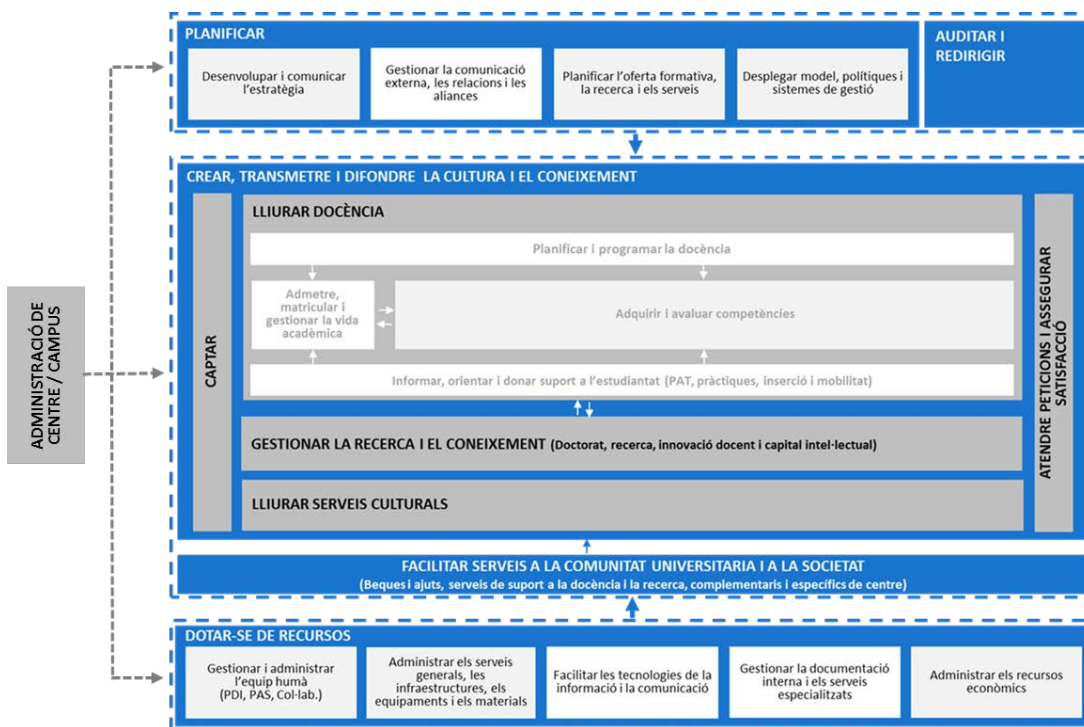 PLANIFICAR
Desenvolupar i comunicar
l'estratègia
Gestionar la comunicació
externa, les relacions i les
aliances
Planificar l'oferta formativa,
la recerca i els serveis
Desplegar model, polítiques i
sistemes de gestió
AUDITAR I
REDIRIGIR
ADMINISTRACIÓ DE
CENTRE / CAMPUS
CREAR, TRANSMETRE I DIFONDRE LA CULTURA I EL CONEIXEMENT
CAPTAR
LLIURAR DOCÈNCIA
Planificar i programar la docència
Admetre,
matricular i
gestionar la vida
acadèmica
Adquirir i avaluar competències
Informar, orientar i donar suport a l'estudiantat (PAT, pràctiques, inserció i mobilitat)
GESTIONAR LA RECERCA I EL CONEIXEMENT (Doctorat, recerca, innovació docent i capital intel·lectual)
LLIURAR SERVEIS CULTURALS
ATENDRE PETICIONS I ASSEGURAR
SATISFACCIÓ
FACILITAR SERVEIS A LA COMUNITAT UNIVERSITARIA I A LA SOCIETAT
(Beques i ajuts, serveis de suport a la docència i la recerca, complementaris i específics de centre)
DOTAR-SE DE RECURSOS
Gestionar i administrar
l'equip humà
(PDI, PAS, Col·lab.)
Administrar els serveis
generals, les
infraestructures, els
equipaments i els materials
Facilitar les tecnologies de la
informació i la comunicació
Gestionar la documentació
interna i els serveis
especialitzats
Administrar els recursos
econòmics